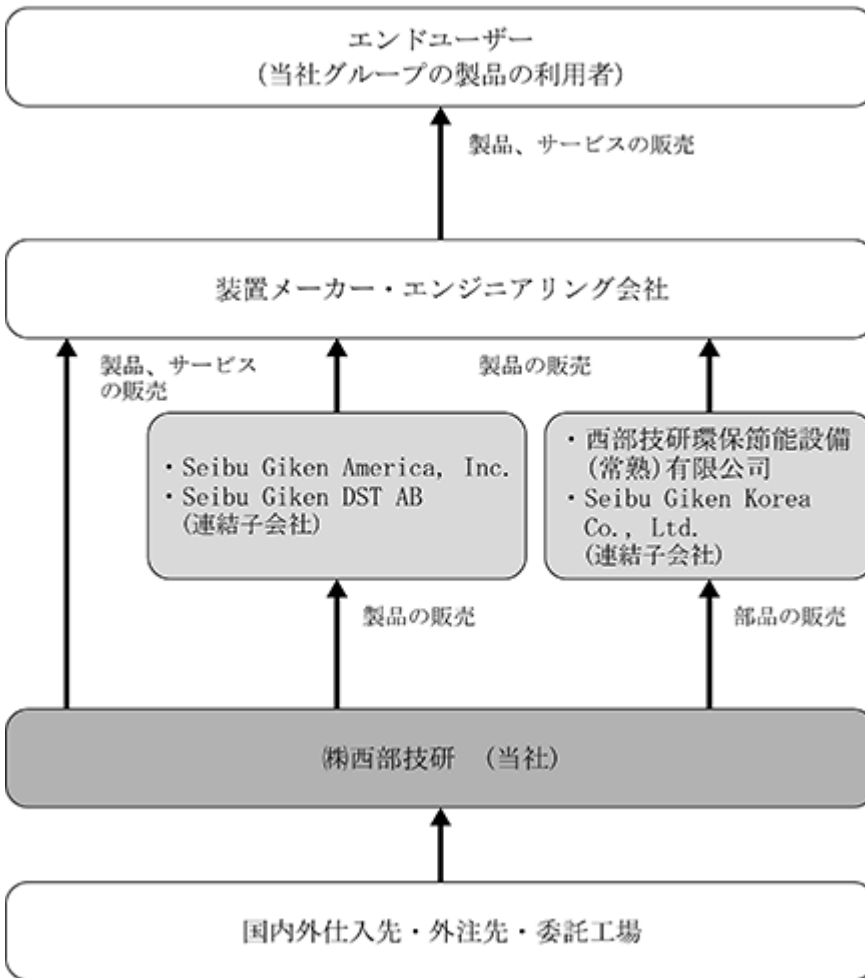 エンドユーザー
(当社グループの製品の利用者)
製品、サービスの販売
装置メーカー・エンジニアリング会社
製品、サービス
の販売
製品の販売
・Seibu Giken America, Inc.
・Seibu Giken DST AB
(連結子会社)
・西部技研環保節能設備
(常熟)有限公司
・Seibu Giken Korea
Co., Ltd.
(連結子会社)
製品の販売
部品の販売
㈱西部技研 (当社)
国内外仕入先・外注先・委託工場